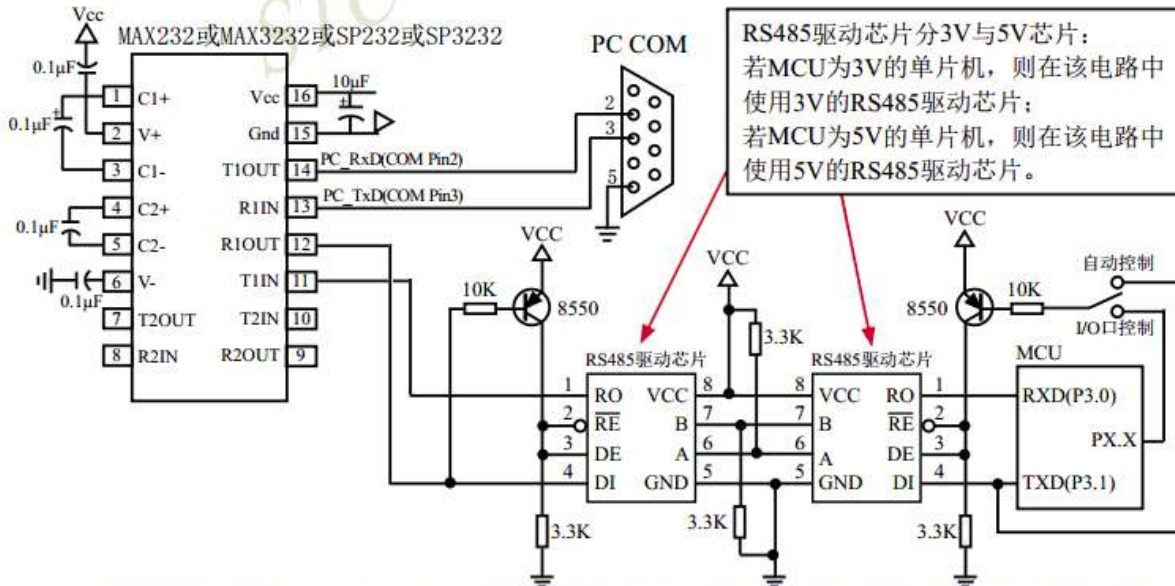 STC
Vcc
MAX232或MAX3232或SP232或SP3232
0.1μF
0.1μF
0.1μF
0.1μF
1 C1+
2 V+
3 C1-
4 C2+
5 C2-
6 V-
7 T2OUT
8 R2IN
Vcc 16
Gnd 15
T1OUT 14
R1IN 13
R1OUT 12
T1IN 11
T2IN 10
R2OUT 9
10μF
+
+
PC_RxD(COM Pin2)
PC_TxD(COM Pin3)
PC COM
2
3
5
RS485驱动芯片分3V与5V芯片;
若MCU为3V的单片机，则在该电路中
使用3V的RS485驱动芯片;
若MCU为5V的单片机，则在该电路中
使用5V的RS485驱动芯片。
VCC
10K
8550
3.3K
RS485驱动芯片
1 RO VCC 8
2 RE B 7
3 DE A 6
4 DI GND 5
VCC
3.3K
3.3K
RS485驱动芯片
8 VCC RO 1
7 B RE 2
6 A DE 3
5 GND DI 4
VCC
8550
10K
3.3K
自动控制
I/O口控制
MCU
RXD(P3.0)
PX.X
TXD(P3.1)